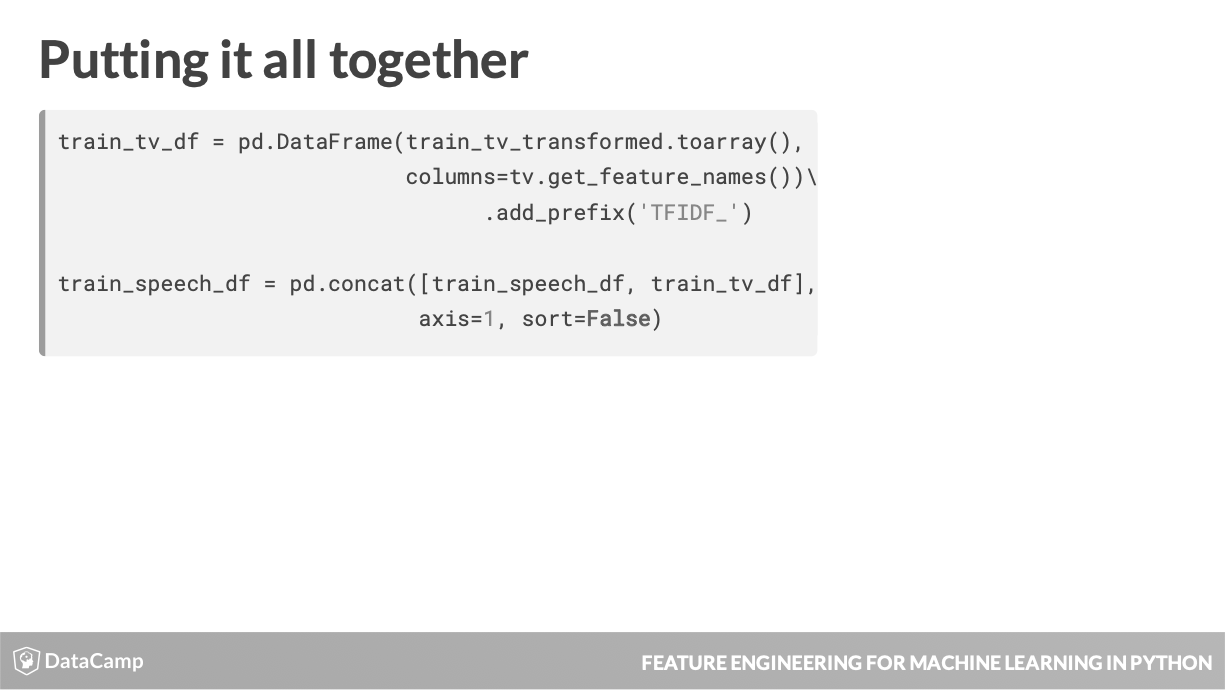 Putting it all together
train_tv_df = pd.DataFrame(train_tv_transformed.toarray(),
columns=tv.get_feature_names())\
.add_prefix('TFIDF_')
train_speech_df = pd.concat([train_speech_df, train_tv_df],
axis=1, sort=False)
DataCamp
FEATURE ENGINEERING FOR MACHINE LEARNING IN PYTHON